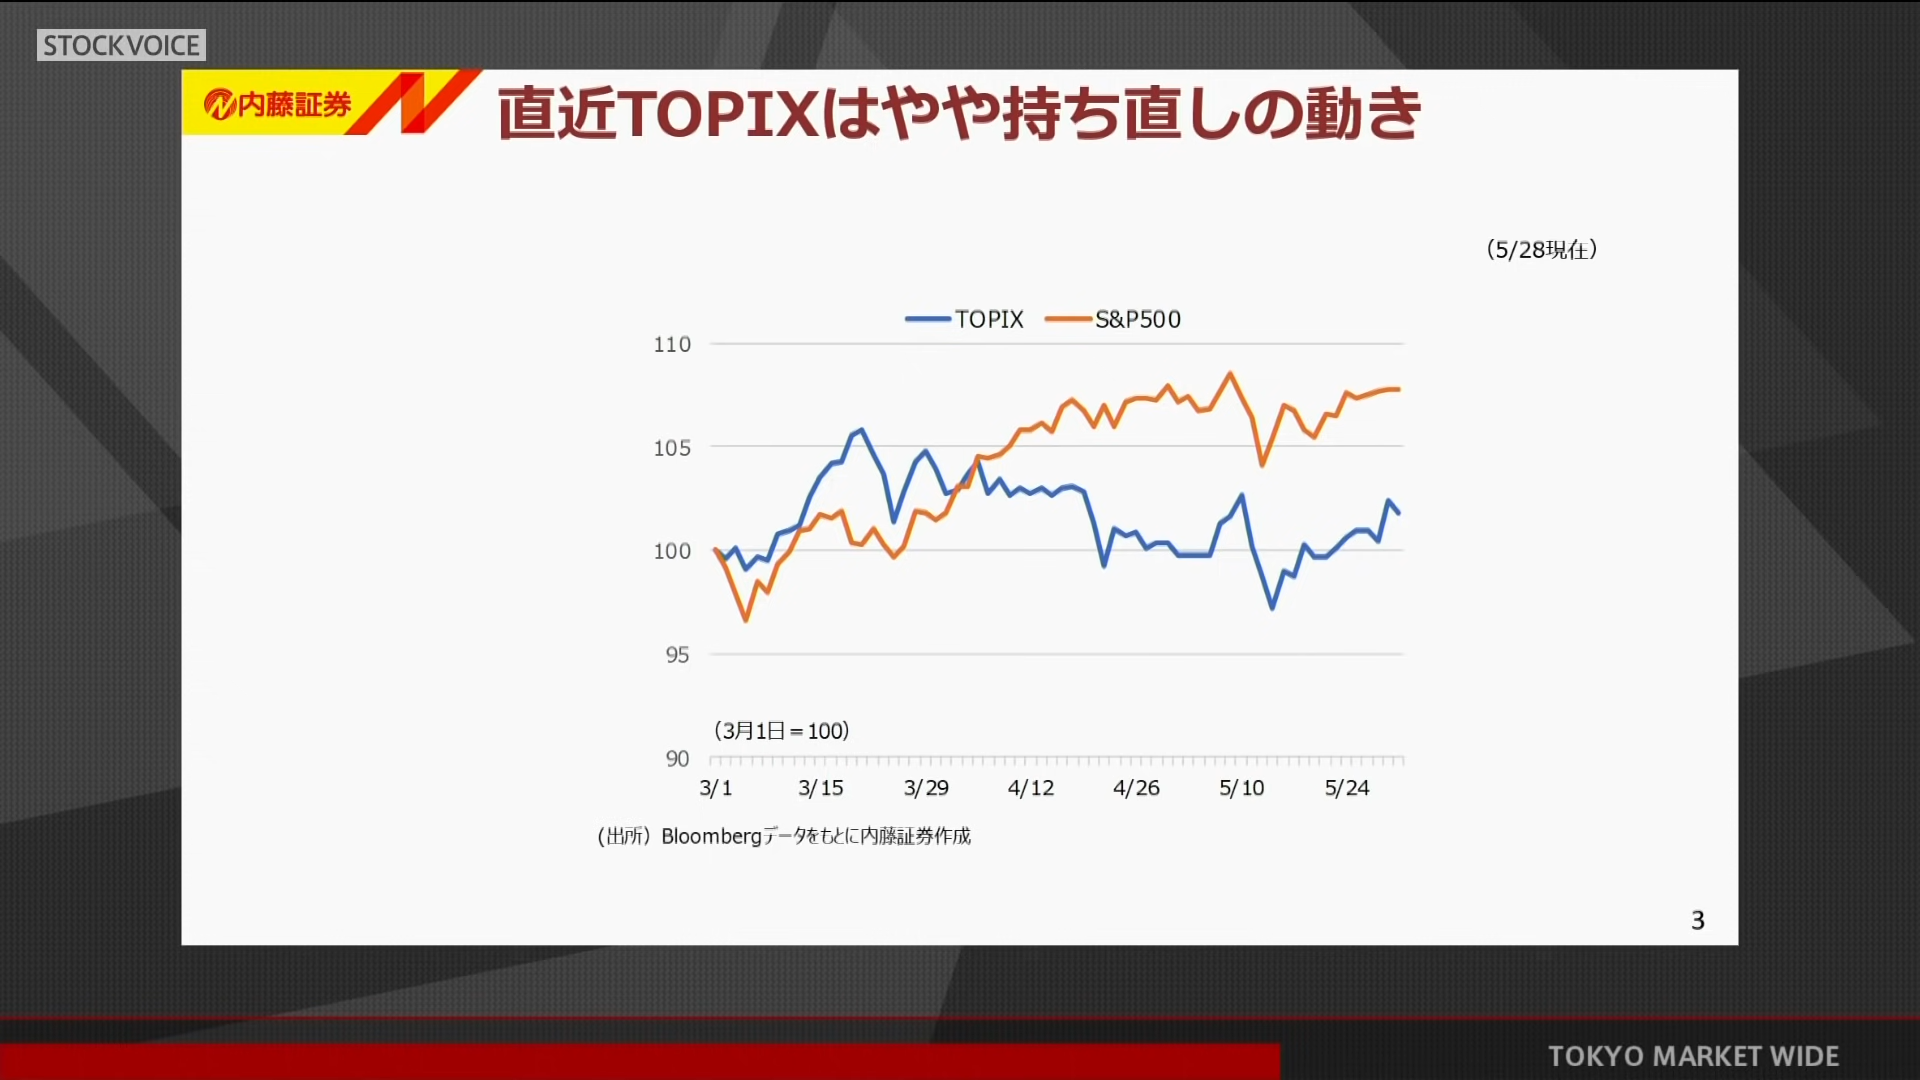 STOCKVOICE
内藤証券
直近TOPIXはやや持ち直しの動き
（5/28現在）
TOPIX S&P500
110
105
100
95
90
（3月1日＝100）
3/1 3/15 3/29 4/12 4/26 5/10 5/24
（出所）Bloombergデータをもとに内藤証券作成
3
TOKYO MARKET WIDE